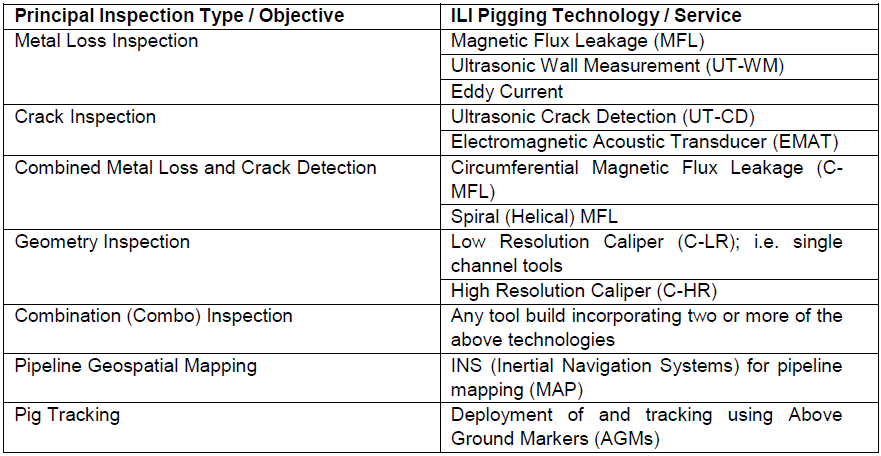 Principal Inspection Type / Objective
ILI Pigging Technology / Service
Metal Loss Inspection
Magnetic Flux Leakage (MFL)
Ultrasonic Wall Measurement (UT-WM)
Eddy Current
Crack Inspection
Ultrasonic Crack Detection (UT-CD)
Electromagnetic Acoustic Transducer (EMAT)
Combined Metal Loss and Crack Detection
Circumferential Magnetic Flux Leakage (C-
MFL)
Spiral (Helical) MFL
Geometry Inspection
Low Resolution Caliper (C-LR); i.e. single
channel tools
High Resolution Caliper (C-HR)
Combination (Combo) Inspection
Any tool build incorporating two or more of the
above technologies
Pipeline Geospatial Mapping
INS (Inertial Navigation Systems) for pipeline
mapping (MAP)
Pig Tracking
Deployment of and tracking using Above
Ground Markers (AGMs)